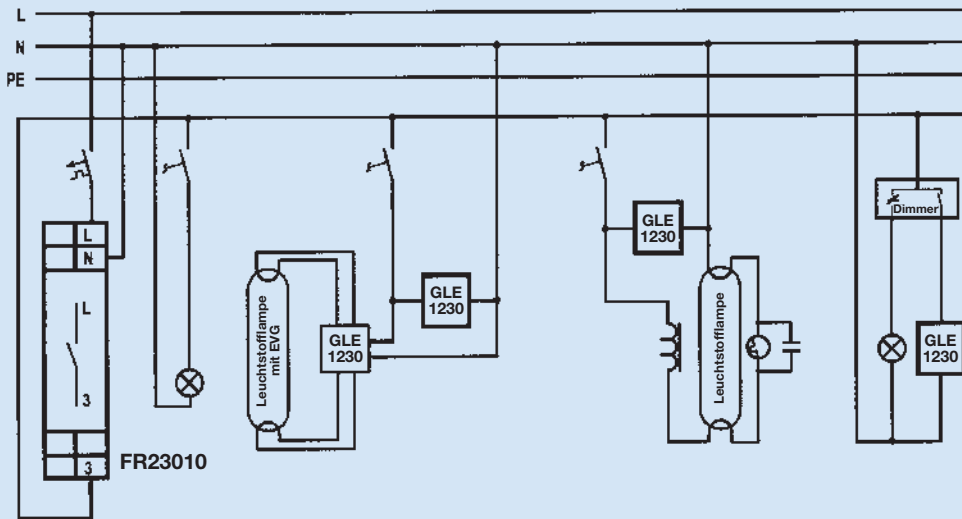 L
N
PE
L
N
L
3
3
FR23010
Leuchtstofflampe
mit EVG
GLE
1230
GLE
1230
GLE
1230
Leuchtstofflampe
Dimmer
GLE
1230